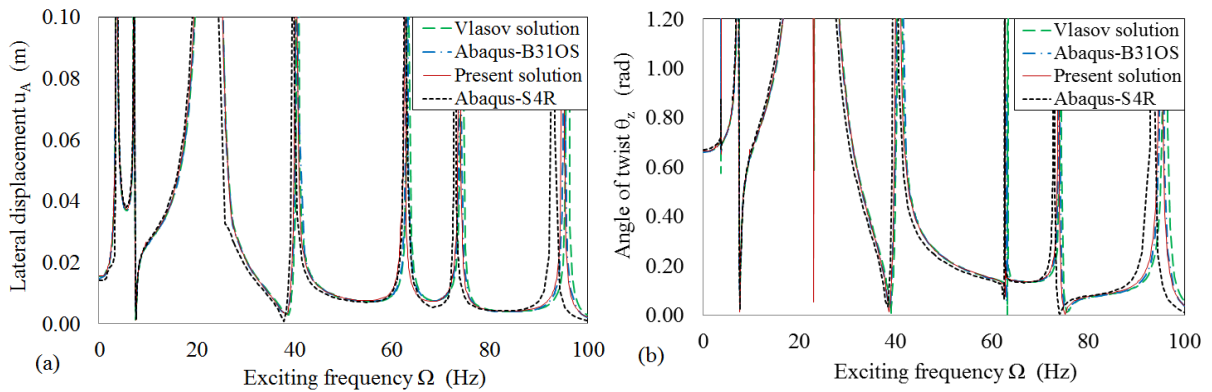 Lateral displacement u_A (m)
0.10
0.08
0.06
0.04
0.02
0.00
0
20
40
60
80
100
Vlasov solution
Abaqus-B31OS
Present solution
Abaqus-S4R
(a)
Exciting frequency Ω (Hz)
Angle of twist θ_z (rad)
1.20
1.00
0.80
0.60
0.40
0.20
0.00
0
20
40
60
80
100
Vlasov solution
Abaqus-B31OS
Present solution
Abaqus-S4R
(b)
Exciting frequency Ω (Hz)